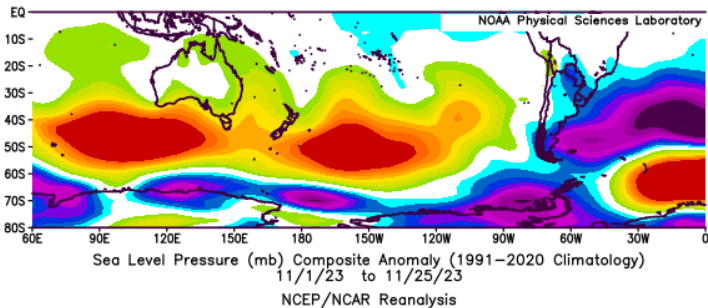 NOAA Physical Sciences Laboratory
EQ
10S
20S
30S
40S
50S
60S
70S
80S
60E 90E 120E 150E 180 150W 120W 90W 60W 30W 0
Sea Level Pressure (mb) Composite Anomaly (1991-2020 Climatology)
11/1/23 to 11/25/23
NCEP/NCAR Reanalysis